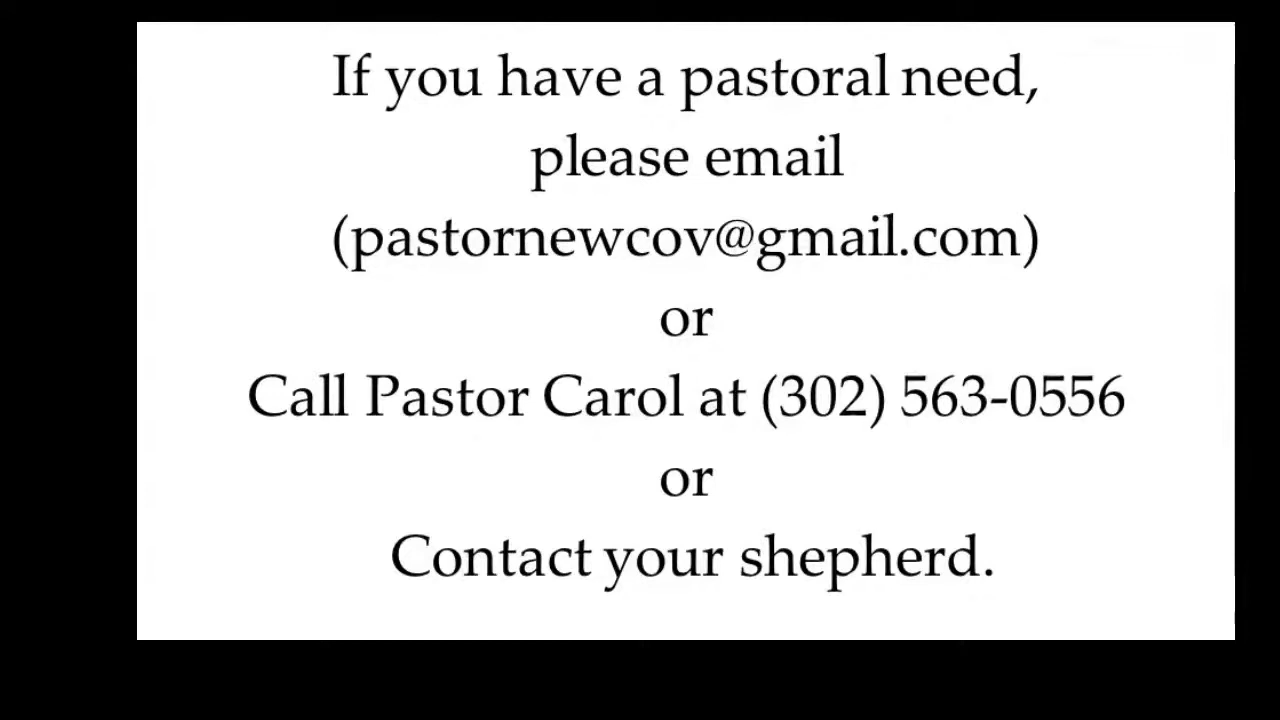 If you have a pastoral need,
please email
(pastornewcov@gmail.com)
or
Call Pastor Carol at (302) 563-0556
or
Contact your shepherd.